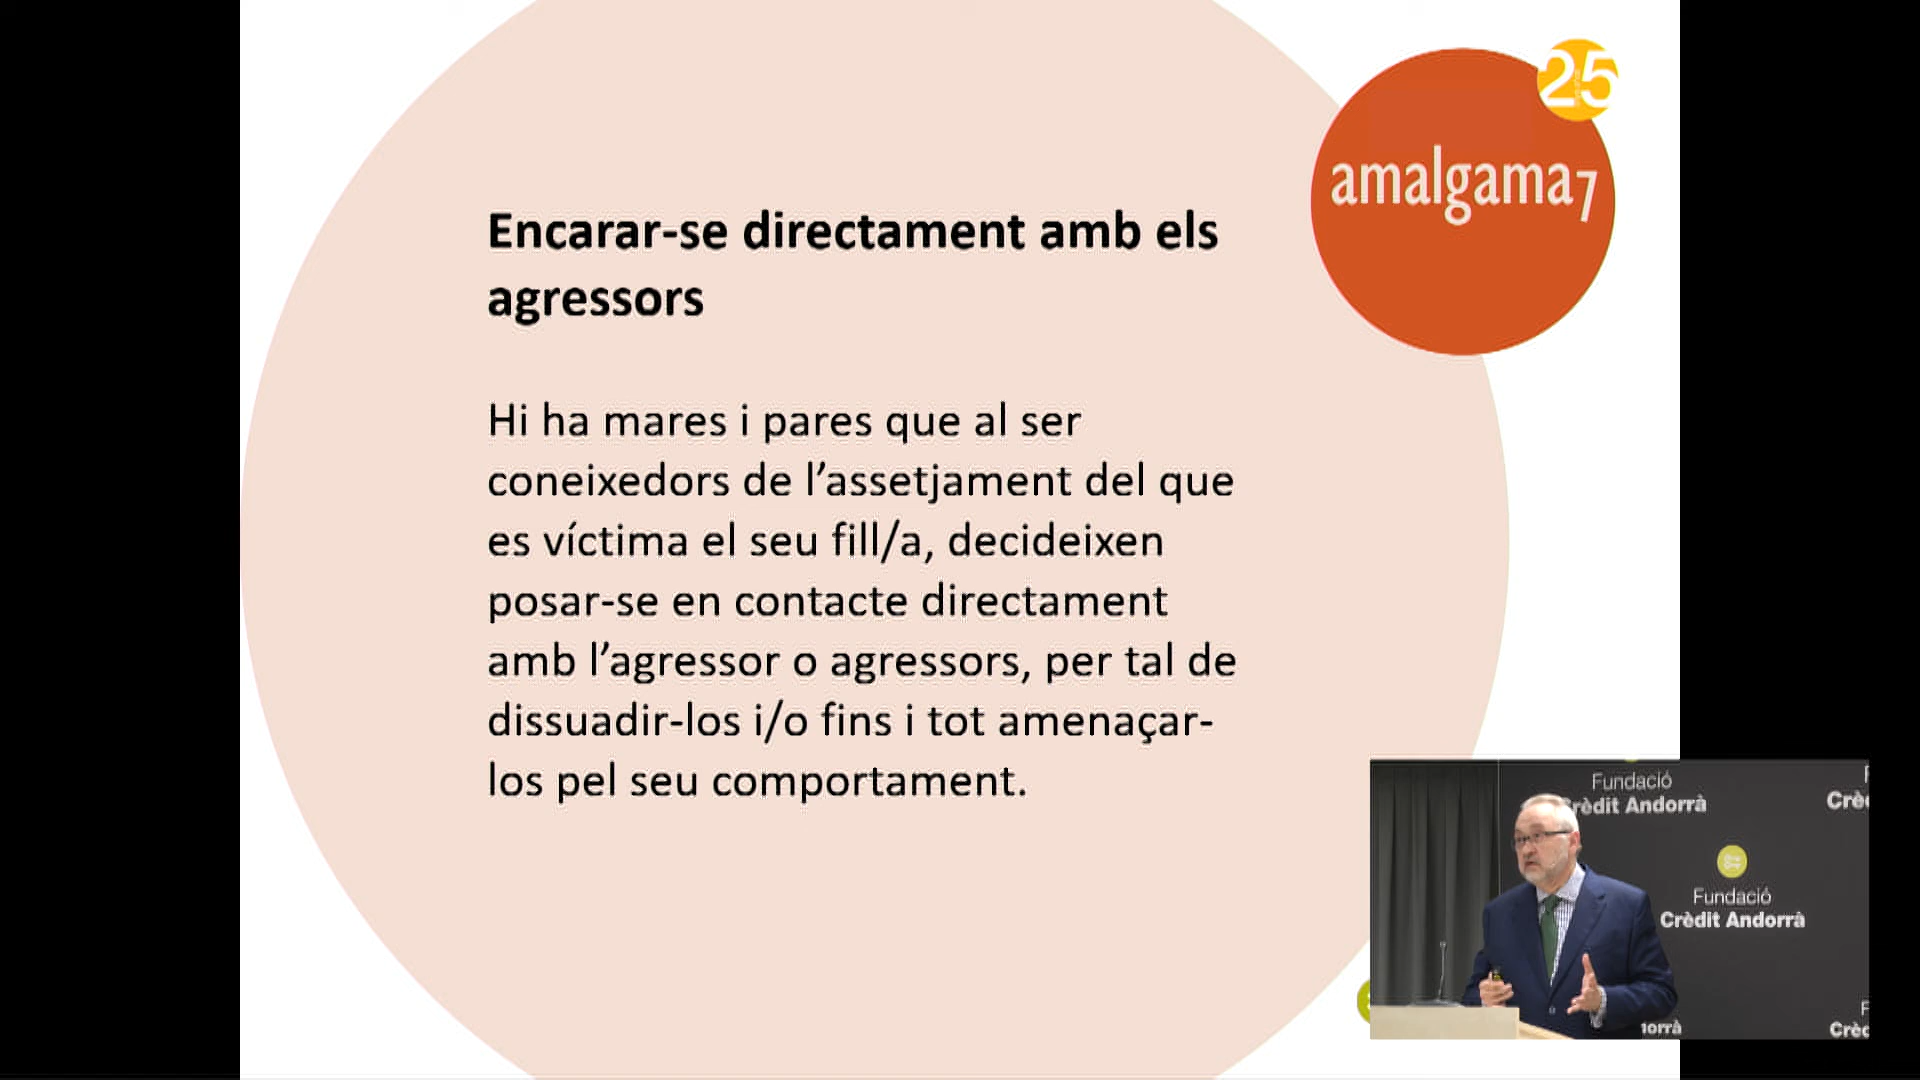 25
amalgama7
Encarar-se directament amb els
agressors
Hi ha mares i pares que al ser
coneixedors de l’assetjament del que
es víctima el seu fill/a, decideixen
posar-se en contacte directament
amb l’agressor o agressors, per tal de
dissuadir-los i/o fins i tot amenaçar-
los pel seu comportament.
Fundació
Crèdit Andorrà
Fundació
Crèdit Andorrà